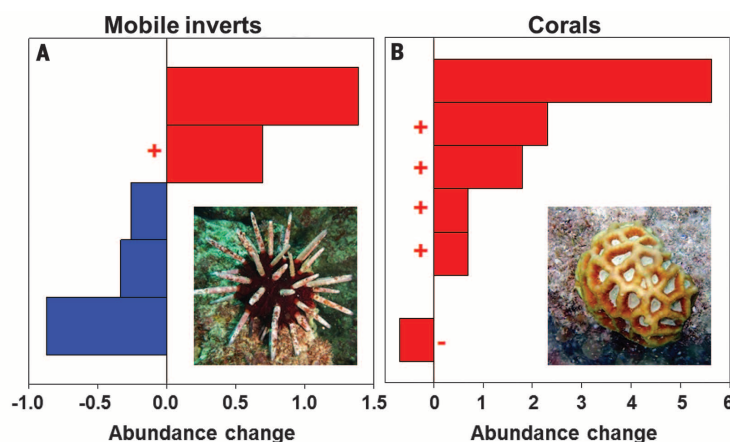 Mobile inverts
Corals
A
B
+
+
+
+
+
-
-1.0 -0.5 0.0 0.5 1.0 1.5
0 1 2 3 4 5 6
Abundance change
Abundance change